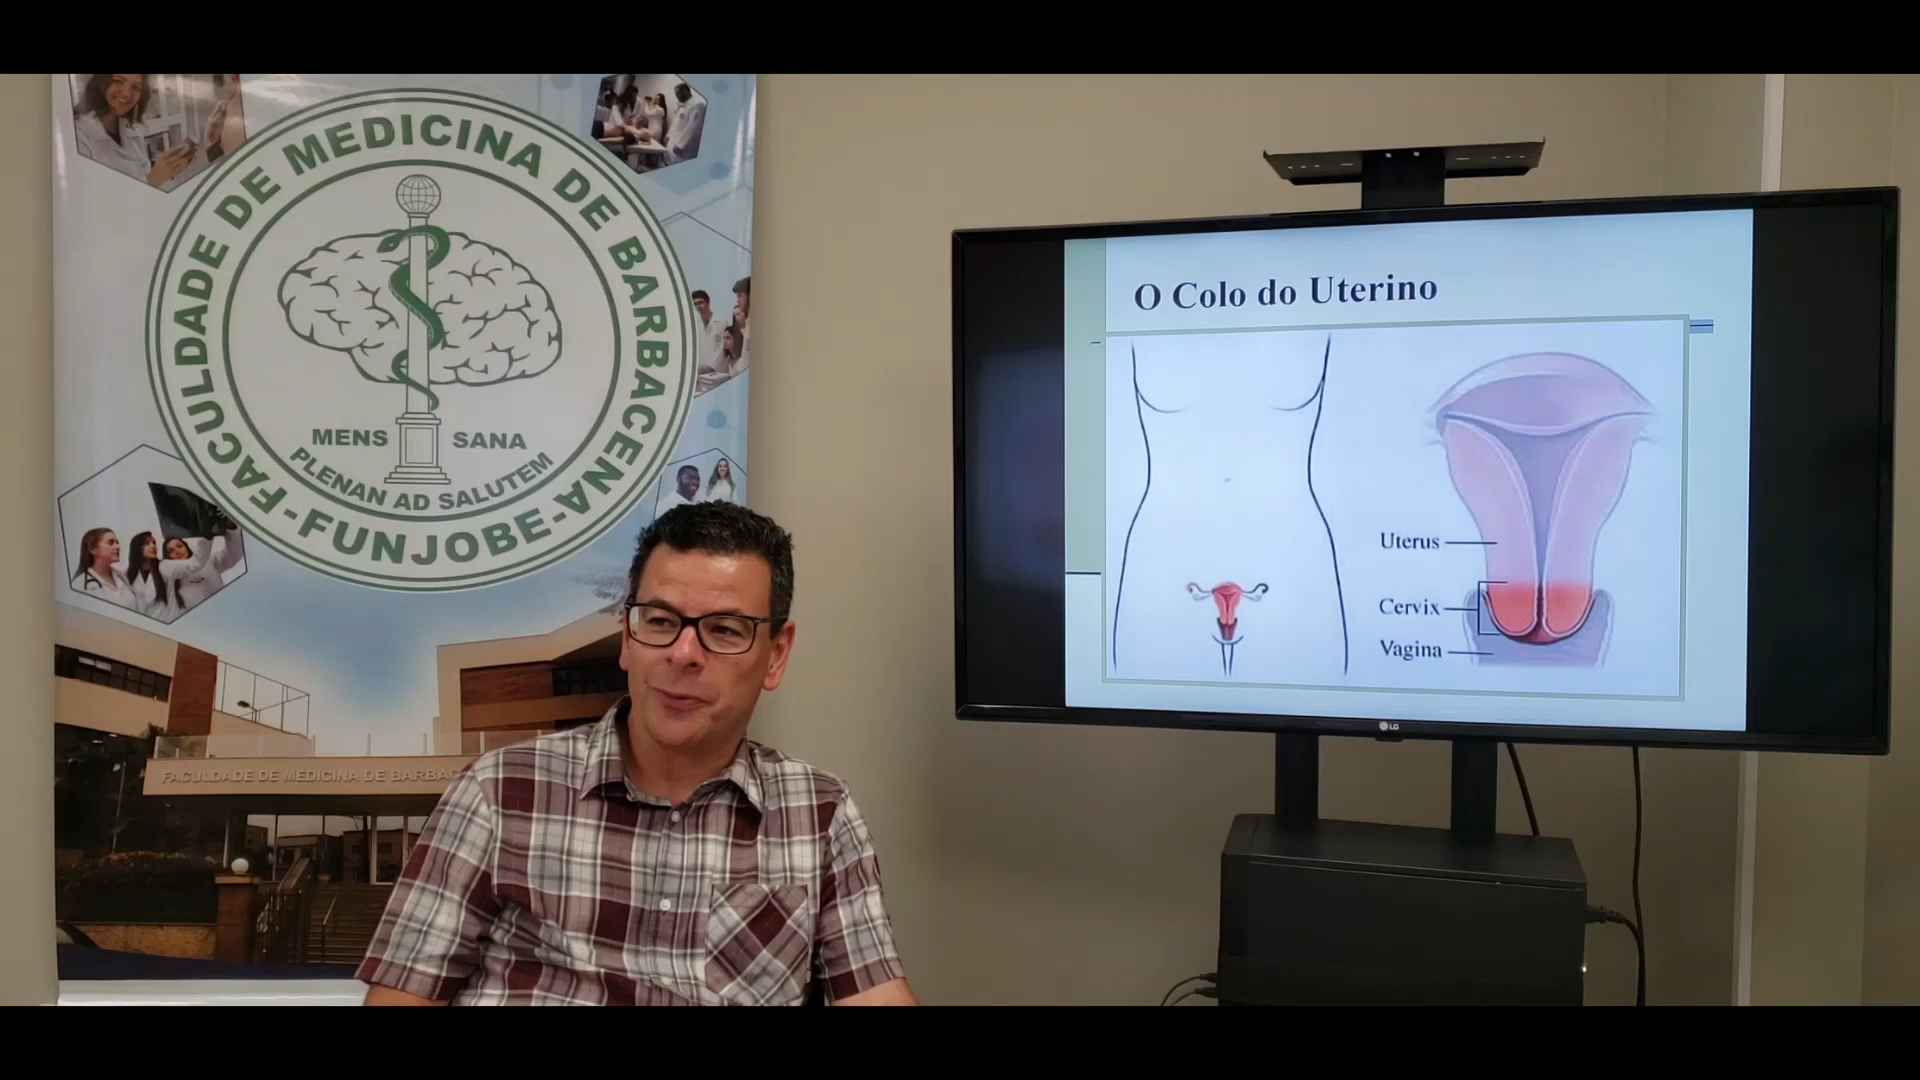 FACULDADE DE MEDICINA DE BARBACENA
-FUNJOBE-
MENS SANA
PLENAN AD SALUTEM
FACULDADE DE MEDICINA DE BARBAC
O Colo do Uterino
Uterus
Cervix
Vagina
LG